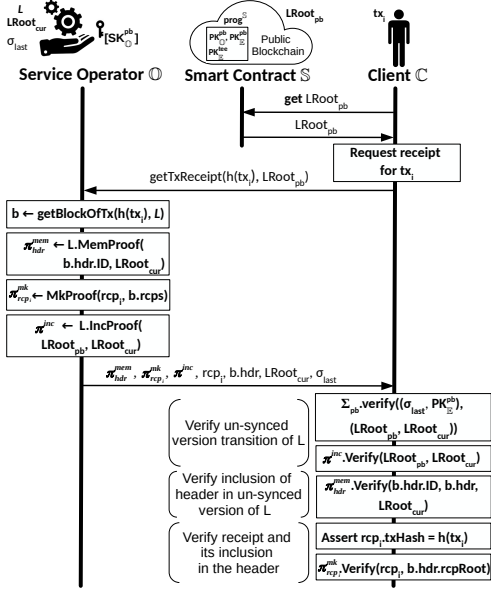 L
LRoot_cur
σ_last
[SK^pb_𝕆]
prog^𝕊
PK^pb_𝕆, PK^pb_𝔼
PK^tee_𝔼
Public
Blockchain
LRoot_pb
tx_i
Service Operator 𝕆
Smart Contract 𝕊
Client ℂ
get LRoot_pb
LRoot_pb
Request receipt
for tx_i
getTxReceipt(h(tx_i), LRoot_pb)
b ← getBlockOfTx(h(tx_i), L)
π^mem_hdr ← L.MemProof(
b.hdr.ID, LRoot_cur)
π^mk_rcp_i ← MkProof(rcp_i, b.rcps)
π^inc ← L.IncProof(
LRoot_pb, LRoot_cur)
π^mem_hdr, π^mk_rcp_i, π^inc, rcp_i, b.hdr, LRoot_cur, σ_last
Verify un-synced
version transition of L
Σ_pb.verify((σ_last, PK^pb_𝔼),
(LRoot_pb, LRoot_cur))
π^inc.Verify(LRoot_pb, LRoot_cur)
Verify inclusion of
header in un-synced
version of L
π^mem_hdr.Verify(b.hdr.ID, b.hdr,
LRoot_cur)
Verify receipt and
its inclusion
in the header
Assert rcp_i.txHash = h(tx_i)
π^mk_rcp_i.Verify(rcp_i, b.hdr.rcpRoot)